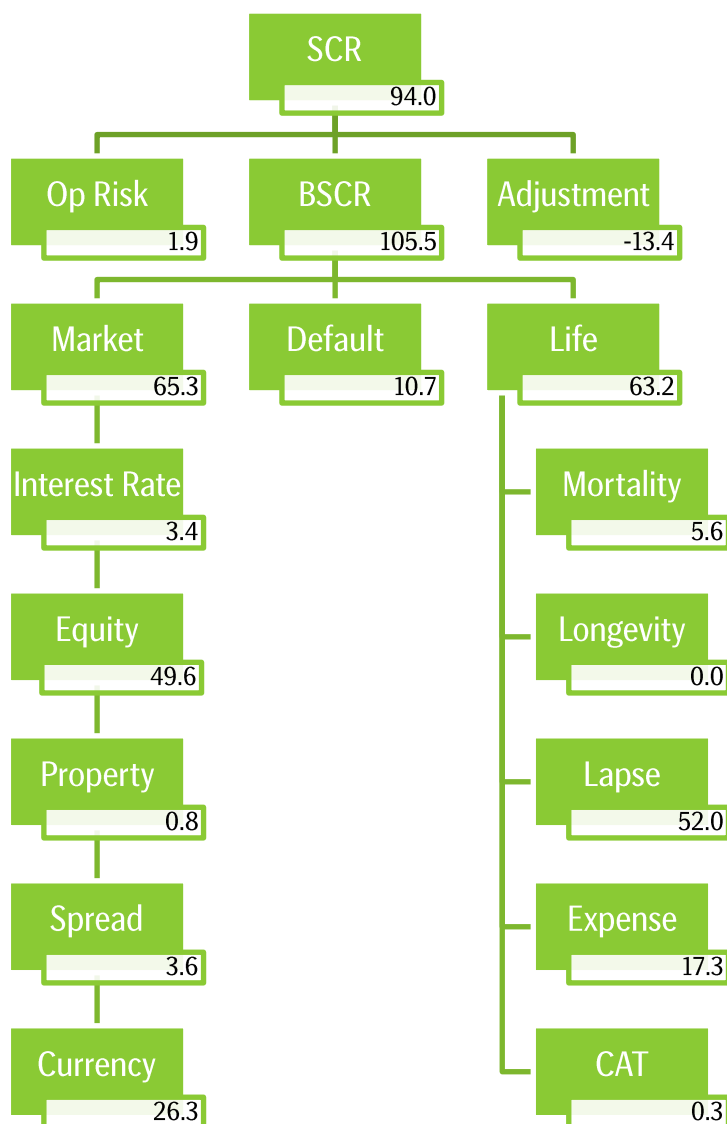 SCR
94.0
Op Risk
1.9
BSCR
105.5
Adjustment
-13.4
Market
65.3
Default
10.7
Life
63.2
Interest Rate
3.4
Equity
49.6
Property
0.8
Spread
3.6
Currency
26.3
Mortality
5.6
Longevity
0.0
Lapse
52.0
Expense
17.3
CAT
0.3